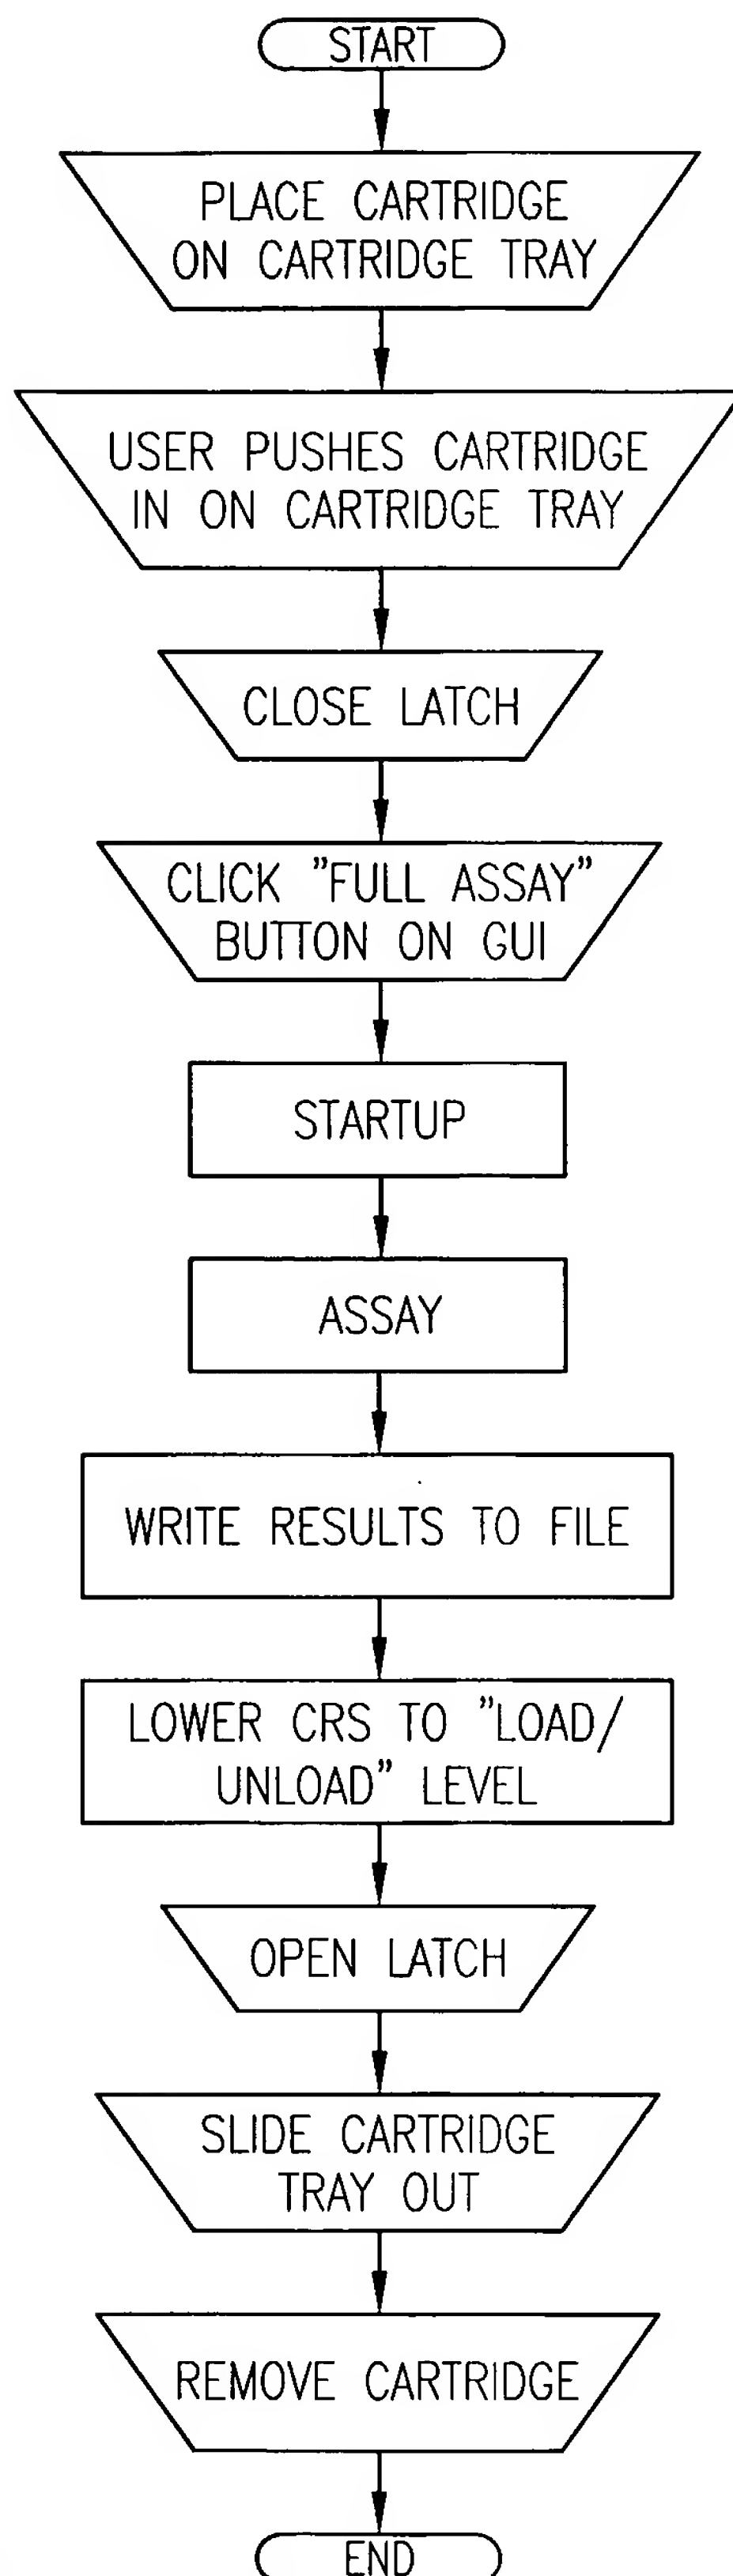 START
PLACE CARTRIDGE
ON CARTRIDGE TRAY
USER PUSHES CARTRIDGE
IN ON CARTRIDGE TRAY
CLOSE LATCH
CLICK "FULL ASSAY"
BUTTON ON GUI
STARTUP
ASSAY
WRITE RESULTS TO FILE
LOWER CRS TO "LOAD/
UNLOAD" LEVEL
OPEN LATCH
SLIDE CARTRIDGE
TRAY OUT
REMOVE CARTRIDGE
END